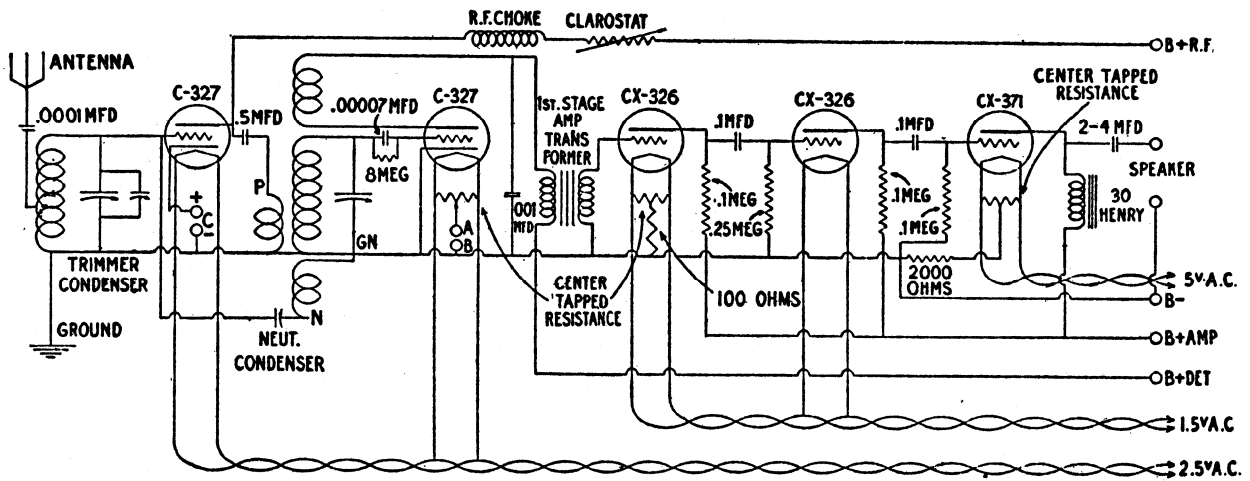 R.F. CHOKE
CLAROSTAT
B+R.F.
ANTENNA
C-327
.0001 MFD
.5MFD
.00007 MFD
C-327
8 MEG
1ST. STAGE
AMP
TRANS
FORMER
CX-326
.1MFD
CX-326
.1MFD
CX-371
CENTER TAPPED
RESISTANCE
2-4 MFD
SPEAKER
P
+
C
-
A
B
.001
MFD
.1MEG
.25MEG
.1MEG
.1MEG
30
HENRY
GN
TRIMMER
CONDENSER
CENTER
TAPPED
RESISTANCE
100 OHMS
2000
OHMS
5V A.C.
B-
GROUND
N
NEUT.
CONDENSER
B+AMP
B+DET
1.5V A.C
2.5V A.C.